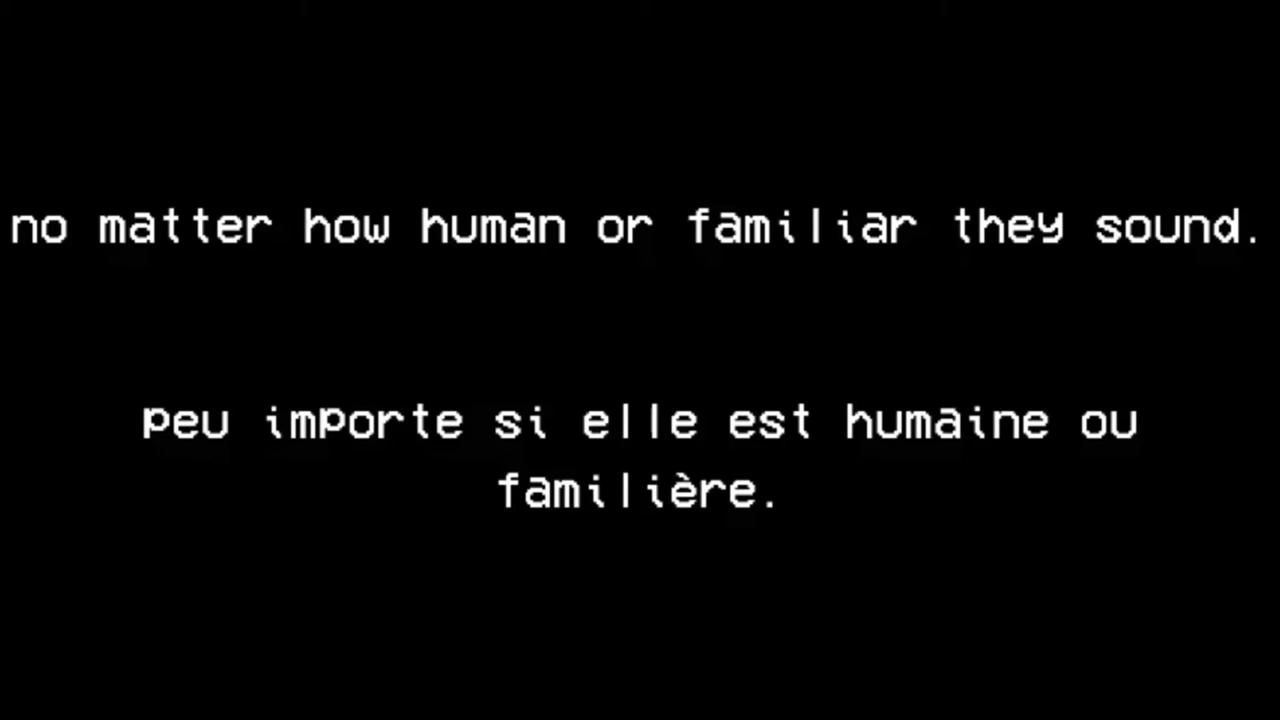 no matter how human or familiar they sound.
peu importe si elle est humaine ou
familière.